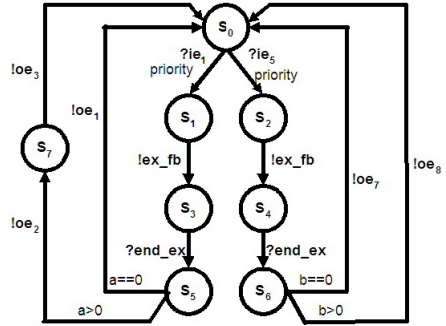 S0
!oe3
?ie1
?ie5
priority
priority
!oe1
S1
S2
S7
!ex_fb
!ex_fb
!oe8
!oe7
S3
S4
!oe2
?end_ex
?end_ex
a==0
b==0
S5
S6
a>0
b>0